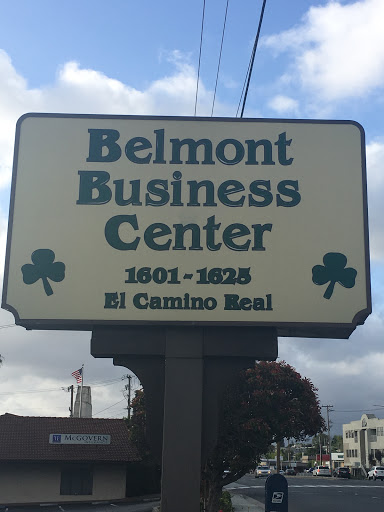 Belmont
Business
Center
1601-1625
El Camino Real
McGovern